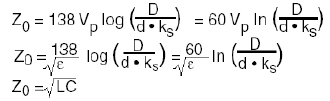 Z₀ = 138 Vₚ log (D / d • kₛ) = 60 Vₚ ln (D / d • kₛ)
Z₀ = 138 / √ε log (D / d • kₛ) = 60 / √ε ln (D / d • kₛ)
Z₀ = √LC